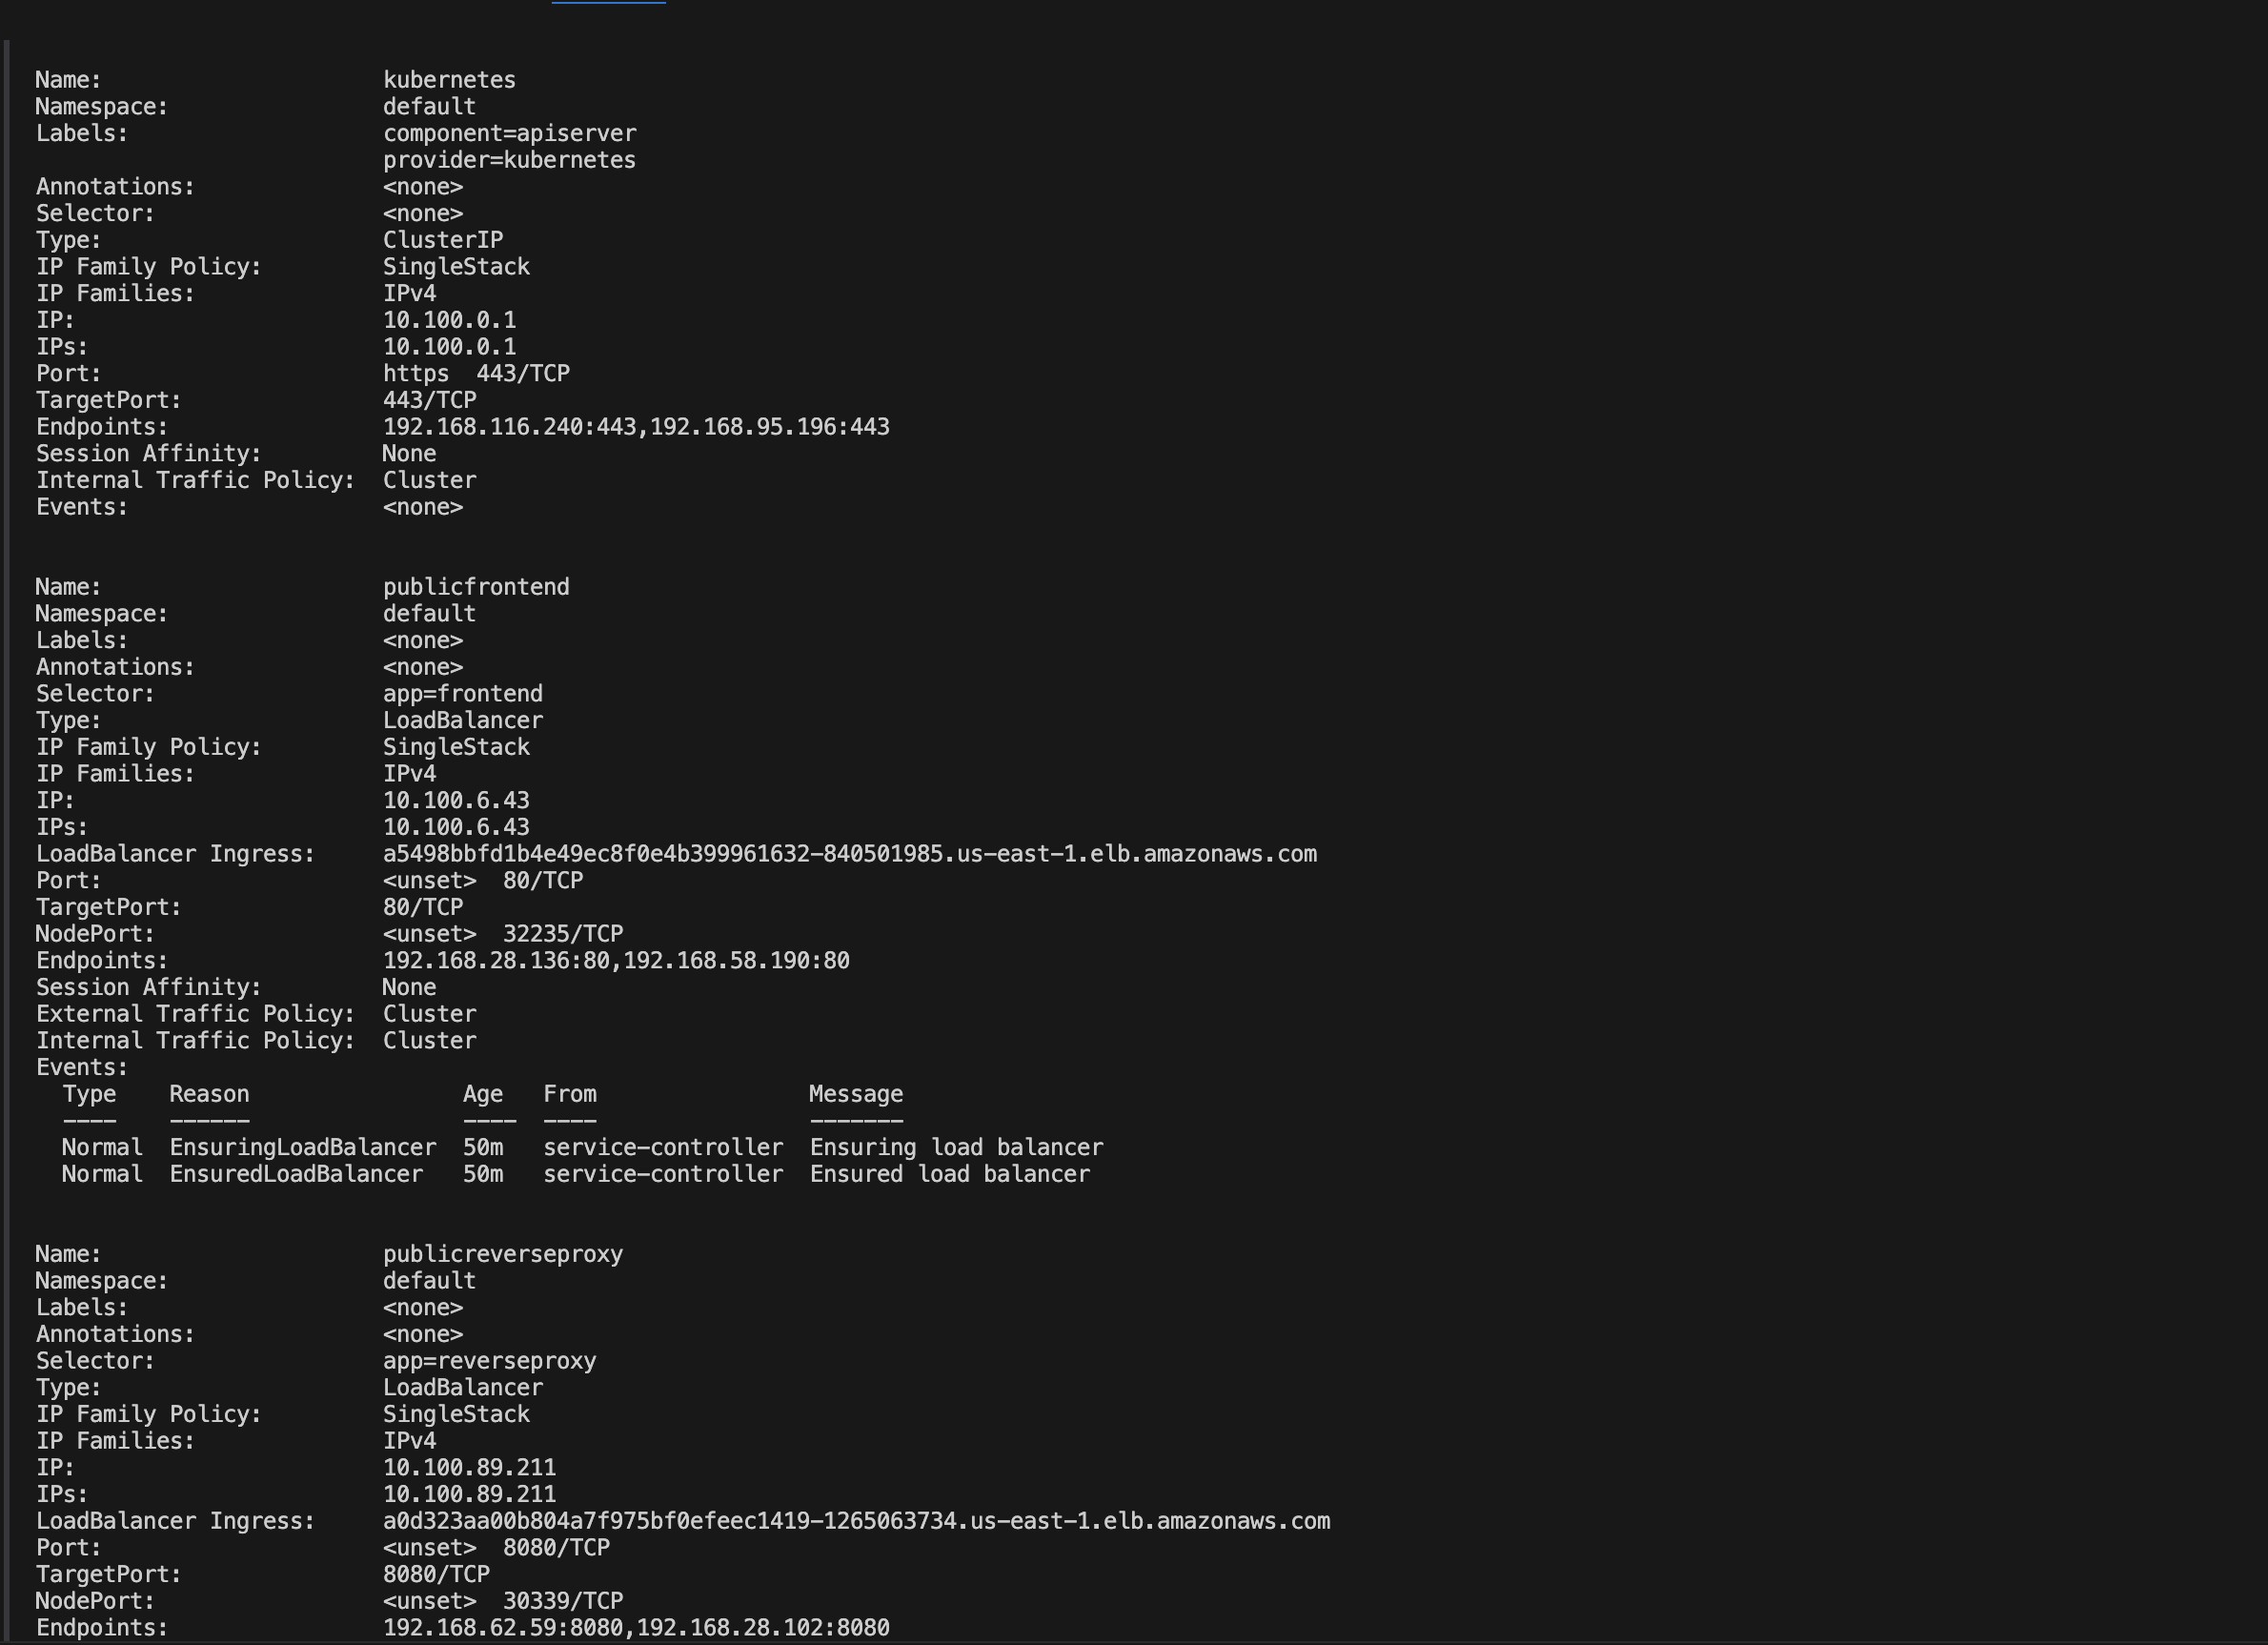 Name:                     kubernetes
Namespace:                default
Labels:                   component=apiserver
                          provider=kubernetes
Annotations:              <none>
Selector:                 <none>
Type:                     ClusterIP
IP Family Policy:         SingleStack
IP Families:              IPv4
IP:                       10.100.0.1
IPs:                      10.100.0.1
Port:                     https  443/TCP
TargetPort:               443/TCP
Endpoints:                192.168.116.240:443,192.168.95.196:443
Session Affinity:         None
Internal Traffic Policy:  Cluster
Events:                   <none>
Name:                     publicfrontend
Namespace:                default
Labels:                   <none>
Annotations:              <none>
Selector:                 app=frontend
Type:                     LoadBalancer
IP Family Policy:         SingleStack
IP Families:              IPv4
IP:                       10.100.6.43
IPs:                      10.100.6.43
LoadBalancer Ingress:     a5498bbfd1b4e49ec8f0e4b399961632-840501985.us-east-1.elb.amazonaws.com
Port:                     <unset>  80/TCP
TargetPort:               80/TCP
NodePort:                 <unset>  32235/TCP
Endpoints:                192.168.28.136:80,192.168.58.190:80
Session Affinity:         None
External Traffic Policy:  Cluster
Internal Traffic Policy:  Cluster
Events:
  Type    Reason                Age   From                Message
  ----    ------                ----  ----                -------
  Normal  EnsuringLoadBalancer  50m   service-controller  Ensuring load balancer
  Normal  EnsuredLoadBalancer   50m   service-controller  Ensured load balancer
Name:                     publicreverseproxy
Namespace:                default
Labels:                   <none>
Annotations:              <none>
Selector:                 app=reverseproxy
Type:                     LoadBalancer
IP Family Policy:         SingleStack
IP Families:              IPv4
IP:                       10.100.89.211
IPs:                      10.100.89.211
LoadBalancer Ingress:     a0d323aa00b804a7f975bf0efeec1419-1265063734.us-east-1.elb.amazonaws.com
Port:                     <unset>  8080/TCP
TargetPort:               8080/TCP
NodePort:                 <unset>  30339/TCP
Endpoints:                192.168.62.59:8080,192.168.28.102:8080